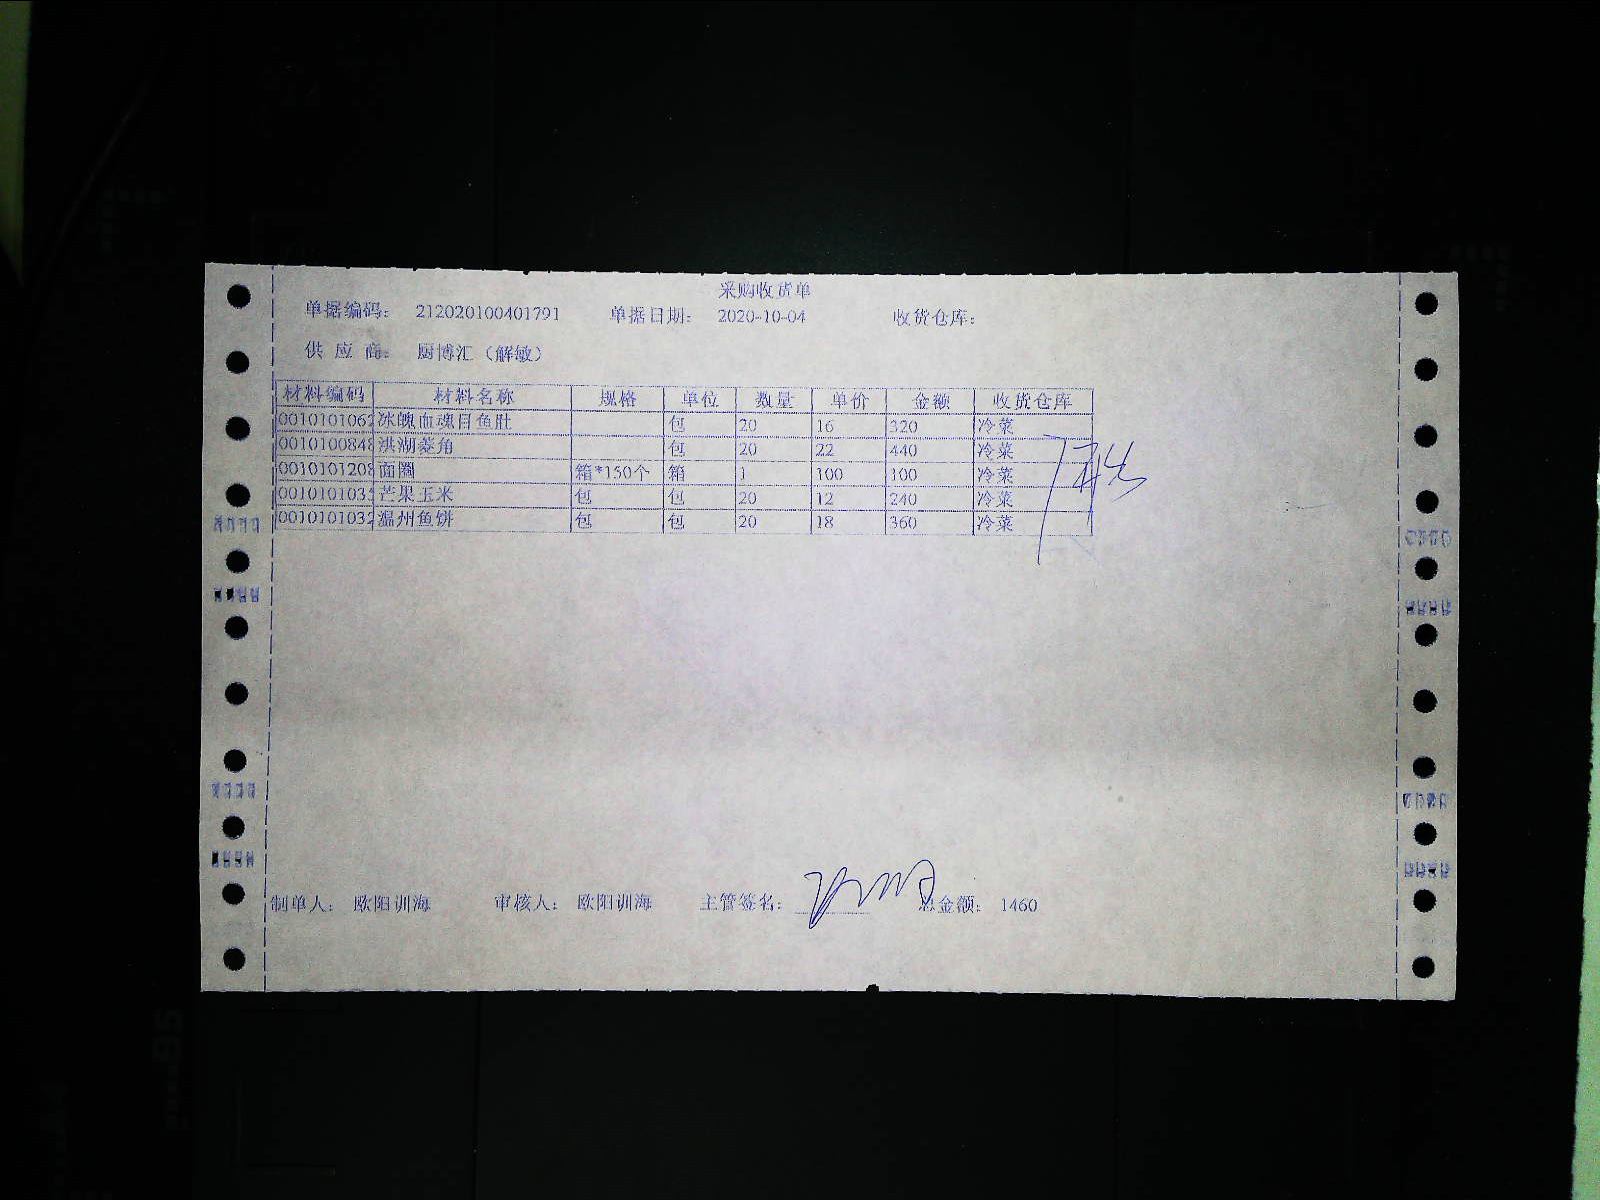 采购收货单
单据编码： 212020100401791 单据日期： 2020-10-04 收货仓库：
供 应 商： 厨博汇（解敏）
材料编码 材料名称 规格 单位 数量 单价 金额 收货仓库
0010101062 冰魄血魂目鱼肚 包 20 16 320 冷菜
0010100848 洪湖菱角 包 20 22 440 冷菜
0010101208 面圈 箱*150个 箱 1 100 100 冷菜
001010103 芒果玉米 包 包 20 12 240 冷菜
0010101032 温州鱼饼 包 包 20 18 360 冷菜
制单人： 欧阳训海 审核人： 欧阳训海 主管签名： 总金额： 1460